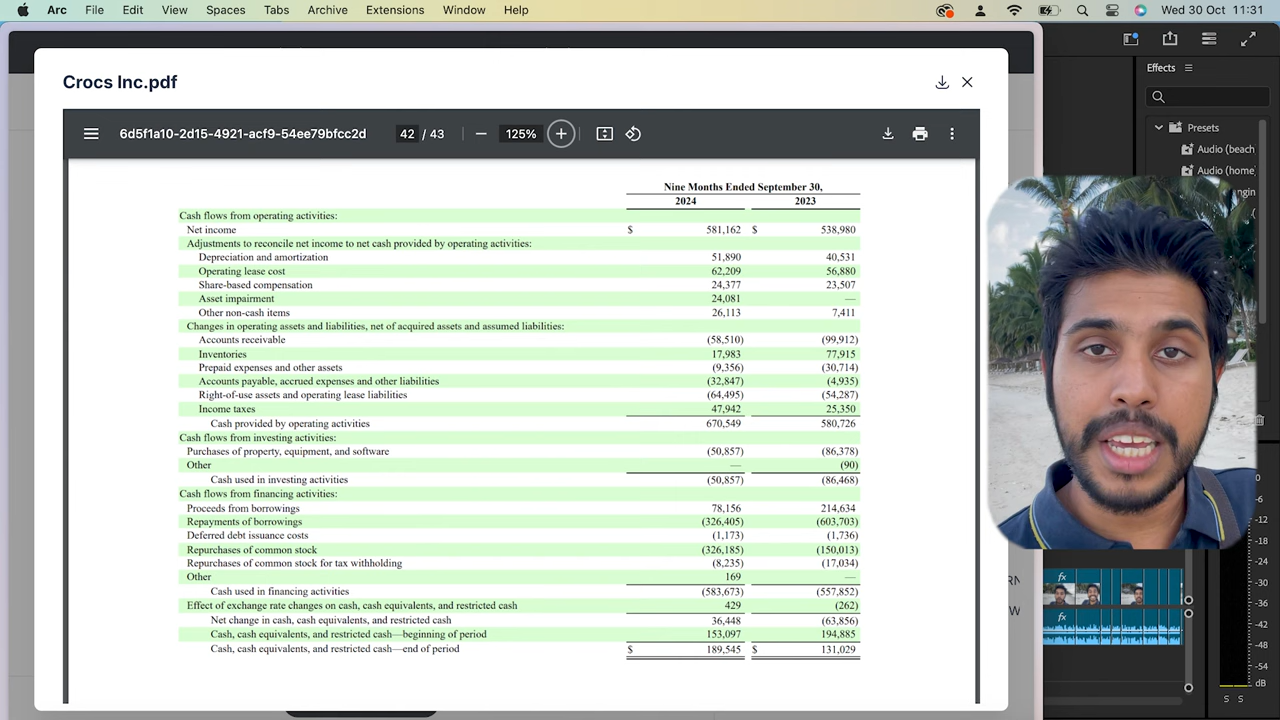 Arc File Edit View Spaces Tabs Archive Extensions Window Help Wed 30 Oct 11:31
Effects
Crocs Inc.pdf
6d5f1a10-2d15-4921-acf9-54ee79bfcc2d 42 / 43 125%
Presets
Audio (beach
Audio (home
Nine Months Ended September 30,
2024 2023
Cash flows from operating activities:
Net income $ 581,162 $ 538,980
Adjustments to reconcile net income to net cash provided by operating activities:
Depreciation and amortization 51,890 40,531
Operating lease cost 62,209 56,880
Share-based compensation 24,377 23,507
Asset impairment 24,081 —
Other non-cash items 26,113 7,411
Changes in operating assets and liabilities, net of acquired assets and assumed liabilities:
Accounts receivable (58,510) (99,912)
Inventories 17,983 77,915
Prepaid expenses and other assets (9,356) (30,714)
Accounts payable, accrued expenses and other liabilities (32,847) (4,935)
Right-of-use assets and operating lease liabilities (64,495) (54,287)
Income taxes 47,942 25,350
Cash provided by operating activities 670,549 580,726
Cash flows from investing activities:
Purchases of property, equipment, and software (50,857) (86,378)
Other — (90)
Cash used in investing activities (50,857) (86,468)
Cash flows from financing activities:
Proceeds from borrowings 78,156 214,634
Repayments of borrowings (326,405) (603,703)
Deferred debt issuance costs (1,173) (1,736)
Repurchases of common stock (326,185) (150,013)
Repurchases of common stock for tax withholding (8,235) (17,034)
Other 169 —
Cash used in financing activities (583,673) (557,852)
Effect of exchange rate changes on cash, cash equivalents, and restricted cash 429 (262)
Net change in cash, cash equivalents, and restricted cash 36,448 (63,856)
Cash, cash equivalents, and restricted cash—beginning of period 153,097 194,885
Cash, cash equivalents, and restricted cash—end of period $ 189,545 $ 131,029
0
-6
-12
-18
-24
-30
-36
-42
-48
-54
dB
S S
fx
fx